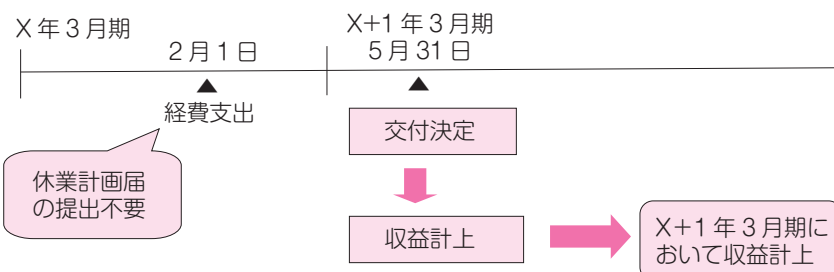 X年3月期
X+1年3月期
2月1日
5月31日
▲
▲
経費支出
交付決定
休業計画届
の提出不要
収益計上
X+1年3月期に
おいて収益計上